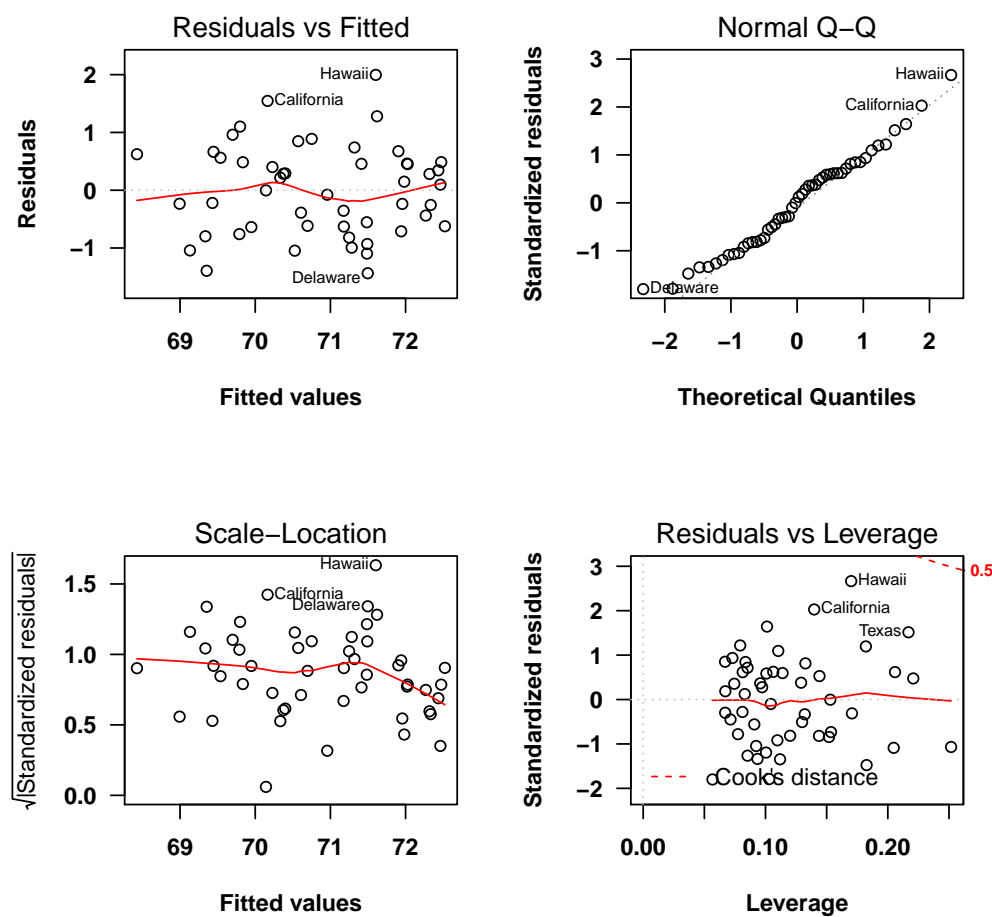 Residuals vs Fitted
Residuals
2
1
0
−1
Hawaii
California
Delaware
69 70 71 72
Fitted values
Normal Q−Q
Standardized residuals
3
2
1
0
−1
Hawaii
California
Delaware
−2 −1 0 1 2
Theoretical Quantiles
Scale−Location
√|Standardized residuals|
1.5
1.0
0.5
0.0
Hawaii
California
Delaware
69 70 71 72
Fitted values
Residuals vs Leverage
Standardized residuals
3
2
1
0
−1
−2
0.5
Hawaii
California
Texas
Cook's distance
0.00 0.10 0.20
Leverage